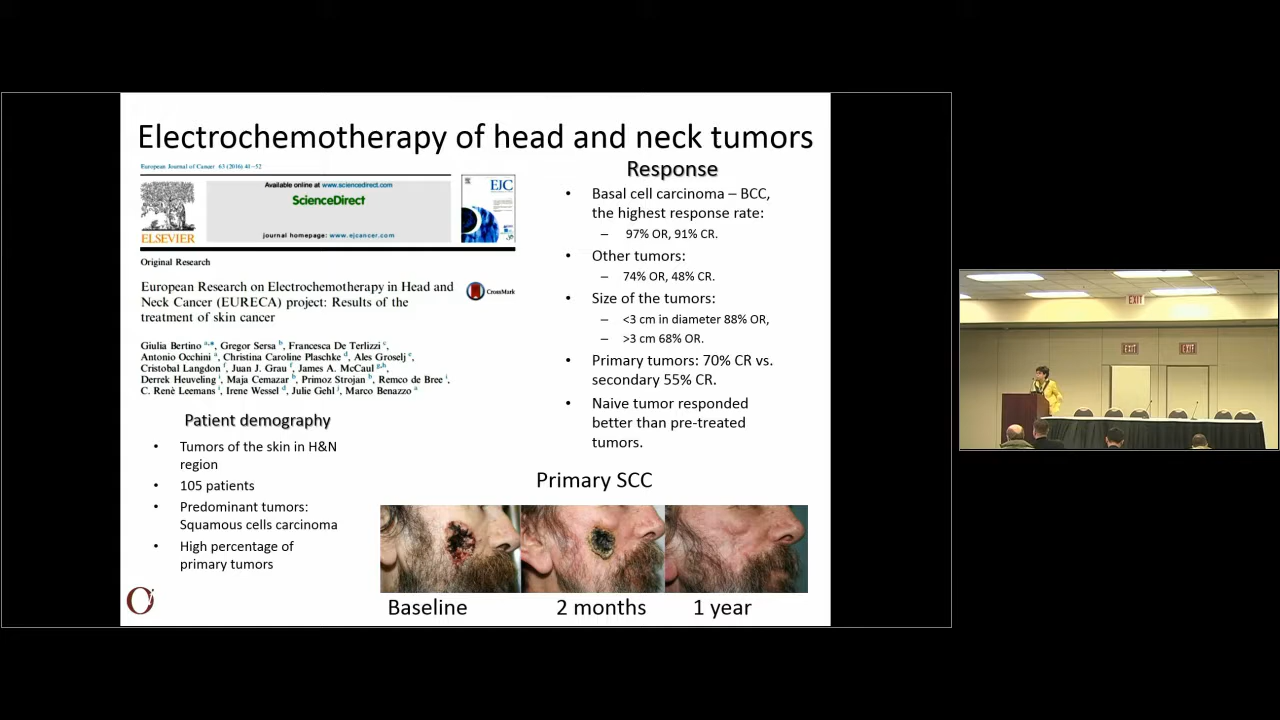 Electrochemotherapy of head and neck tumors
European Journal of Cancer 63 (2016) 41–52
Available online at www.sciencedirect.com
ScienceDirect
journal homepage: www.ejcancer.com
ELSEVIER
EJC
Original Research
European Research on Electrochemotherapy in Head and
Neck Cancer (EURECA) project: Results of the
treatment of skin cancer
CrossMark
Giulia Bertino a,*, Gregor Sersa b, Francesca De Terlizzi c,
Antonio Occhini a, Christina Caroline Plaschke d, Ales Groselj e,
Cristobal Langdon f, Juan J. Grau f, James A. McCaul g,h,
Derrek Heuveling i, Maja Cemazar b, Primoz Strojan b, Remco de Bree i,
C. Renè Leemans i, Irene Wessel d, Julie Gehl j, Marco Benazzo a
Patient demography
• Tumors of the skin in H&N
region
• 105 patients
• Predominant tumors:
Squamous cells carcinoma
• High percentage of
primary tumors
Response
• Basal cell carcinoma – BCC,
the highest response rate:
– 97% OR, 91% CR.
• Other tumors:
– 74% OR, 48% CR.
• Size of the tumors:
– <3 cm in diameter 88% OR,
– >3 cm 68% OR.
• Primary tumors: 70% CR vs.
secondary 55% CR.
• Naive tumor responded
better than pre-treated
tumors.
Primary SCC
Baseline
2 months
1 year
EXIT
EXIT
EXIT